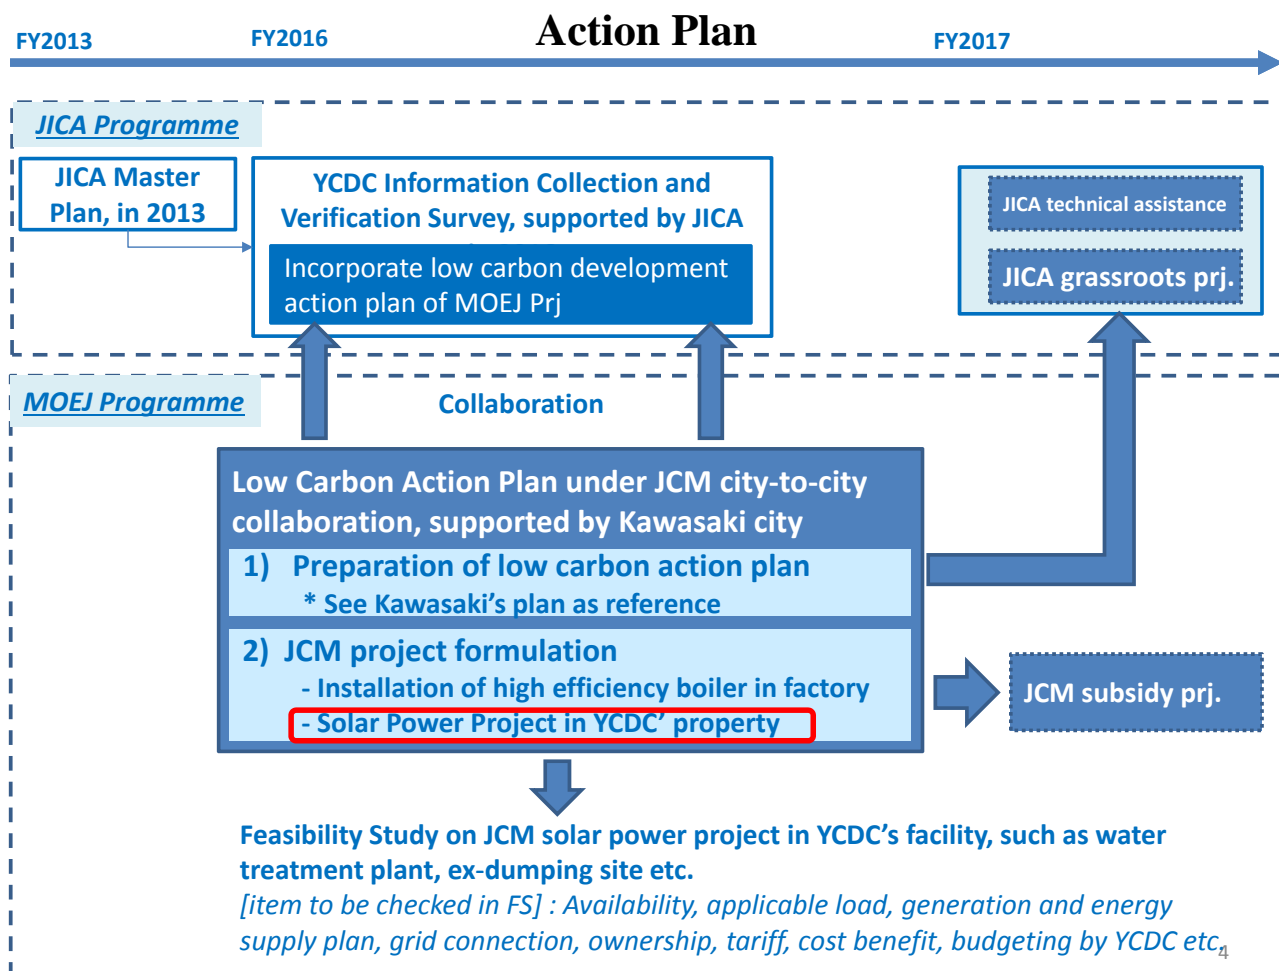 Action Plan
FY2013
FY2016
FY2017
JICA Programme
JICA Master
Plan, in 2013
YCDC Information Collection and
Verification Survey, supported by JICA
Incorporate low carbon development
action plan of MOEJ Prj
JICA technical assistance
JICA grassroots prj.
MOEJ Programme
Collaboration
Low Carbon Action Plan under JCM city-to-city
collaboration, supported by Kawasaki city
1) Preparation of low carbon action plan
* See Kawasaki’s plan as reference
2) JCM project formulation
- Installation of high efficiency boiler in factory
- Solar Power Project in YCDC’ property
JCM subsidy prj.
Feasibility Study on JCM solar power project in YCDC’s facility, such as water
treatment plant, ex-dumping site etc.
[item to be checked in FS] : Availability, applicable load, generation and energy
supply plan, grid connection, ownership, tariff, cost benefit, budgeting by YCDC etc.
4